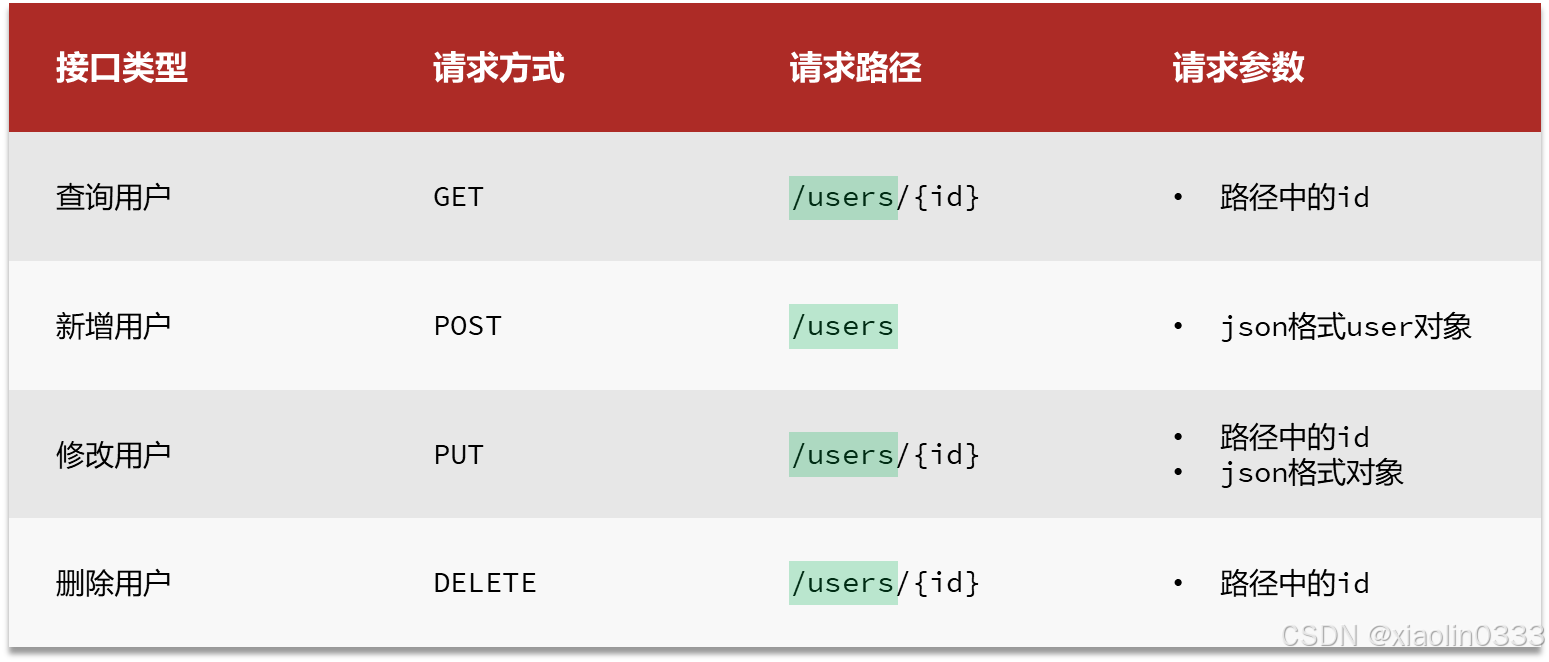 接口类型 请求方式 请求路径 请求参数
查询用户 GET /users/{id} • 路径中的id
新增用户 POST /users • json格式user对象
修改用户 PUT /users/{id} • 路径中的id
• json格式对象
删除用户 DELETE /users/{id} • 路径中的id
CSDN @xiaolin0333